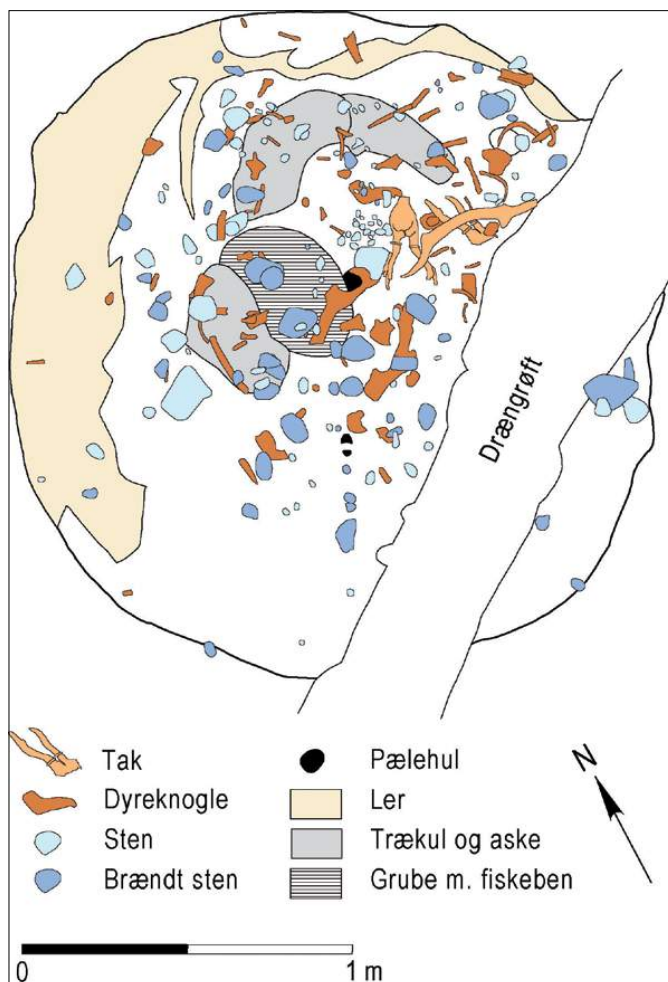 Drængrøft
Tak
Dyreknogle
Sten
Brændt sten
Pælehul
Ler
Trækul og aske
Grube m. fiskeben
N
0
1 m